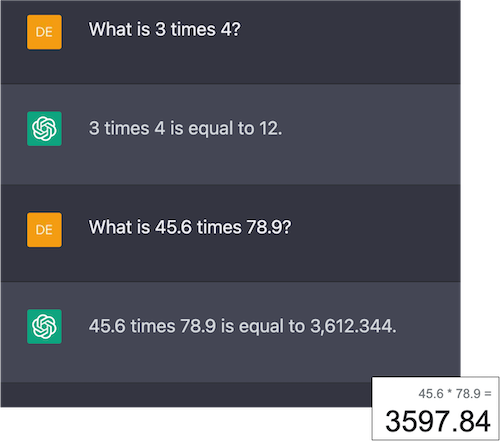 DE
What is 3 times 4?
3 times 4 is equal to 12.
DE
What is 45.6 times 78.9?
45.6 times 78.9 is equal to 3,612.344.
45.6 * 78.9 =
3597.84